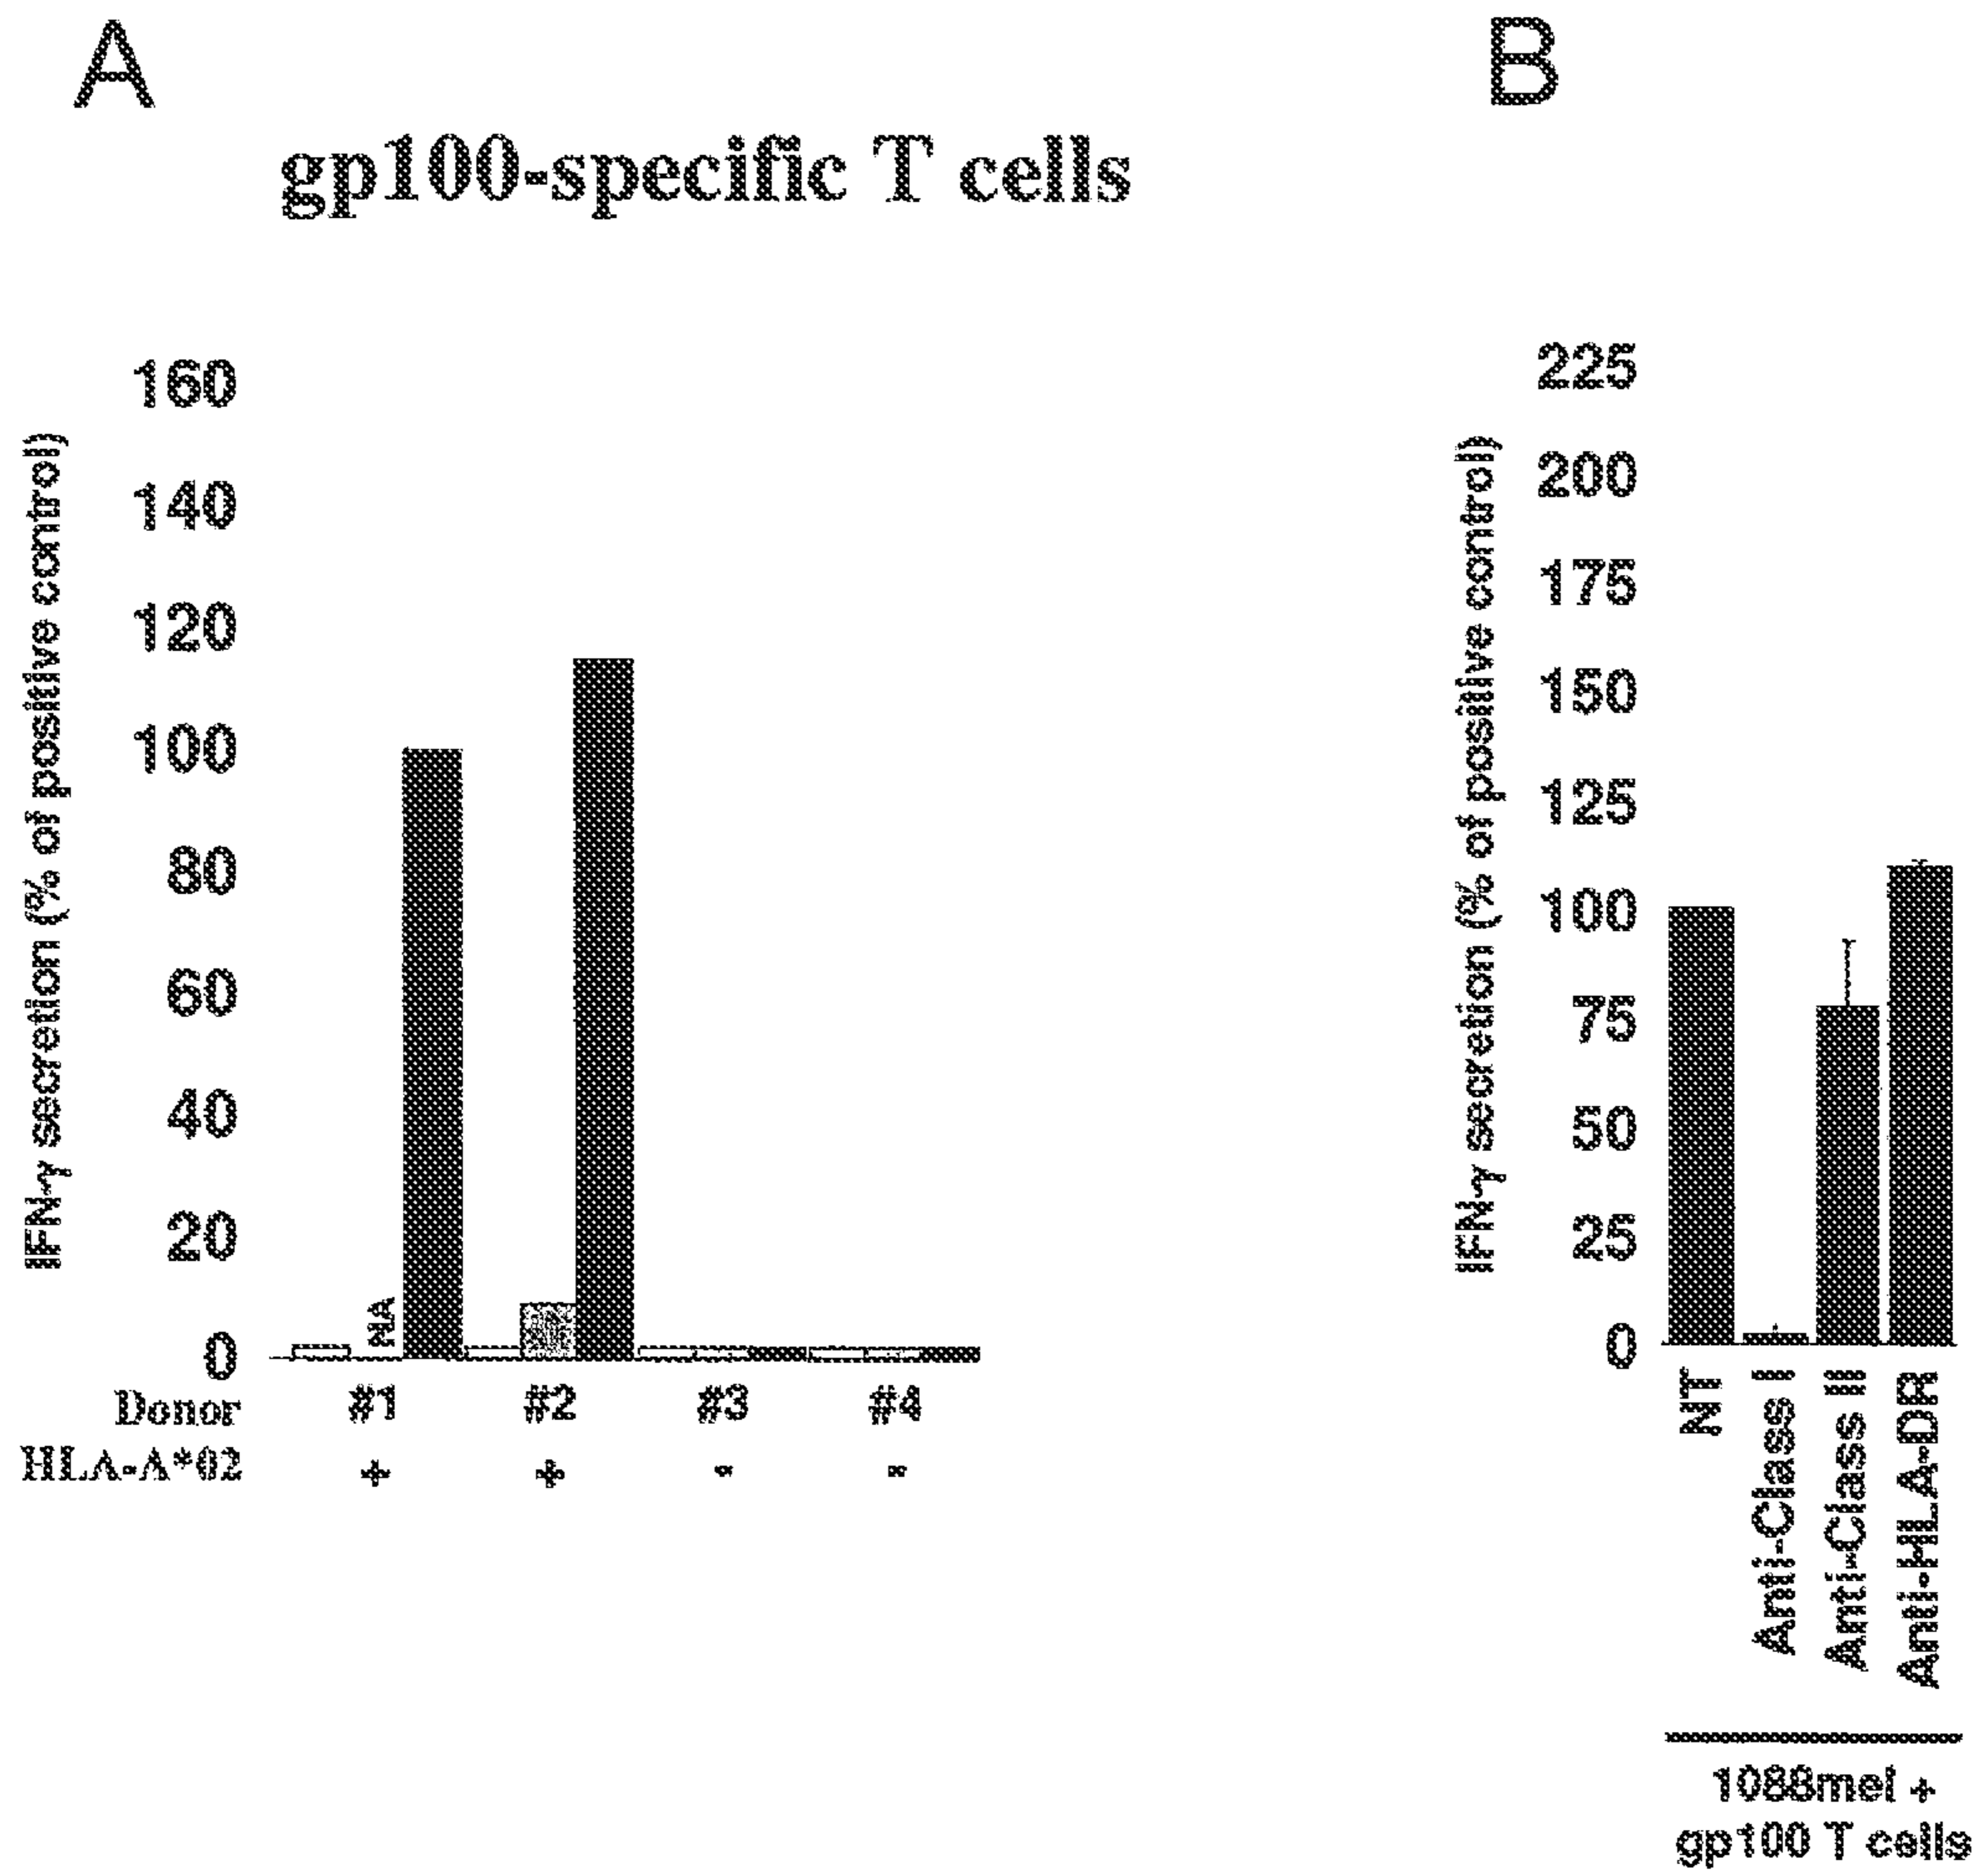 A
gp100-specific T cells
IFN-γ secretion (% of positive control)
160
140
120
100
80
60
40
20
0
NA
Donor #1 #2 #3 #4
HLA-A*02 + + - -
B
IFN-γ secretion (% of positive control)
225
200
175
150
125
100
75
50
25
0
NT
Anti-Class I
Anti-Class II
Anti-HLA-DR
1088mel +
gp100 T cells